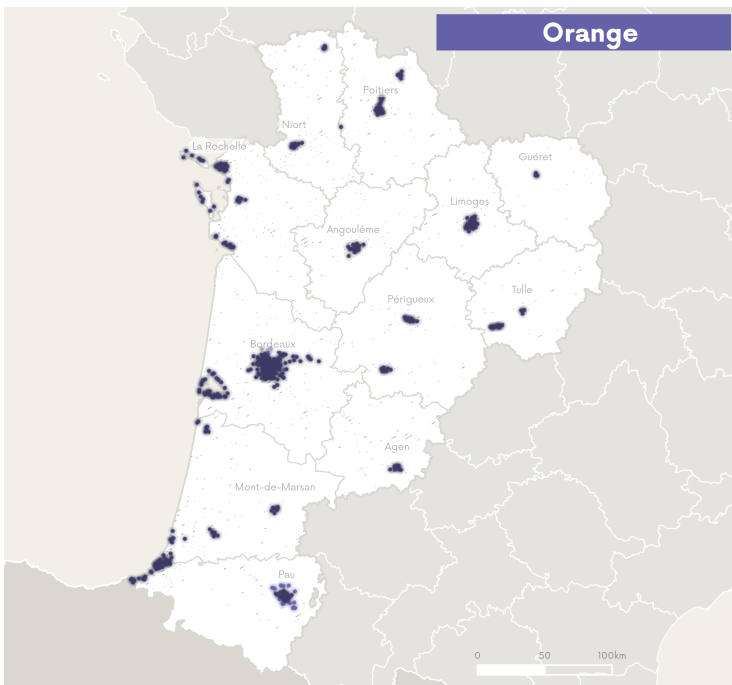 Orange
Poitiers
Niort
La Rochelle
Guéret
Limoges
Angoulême
Tulle
Périgueux
Bordeaux
Agen
Mont-de-Marsan
Pau
0 50 100km